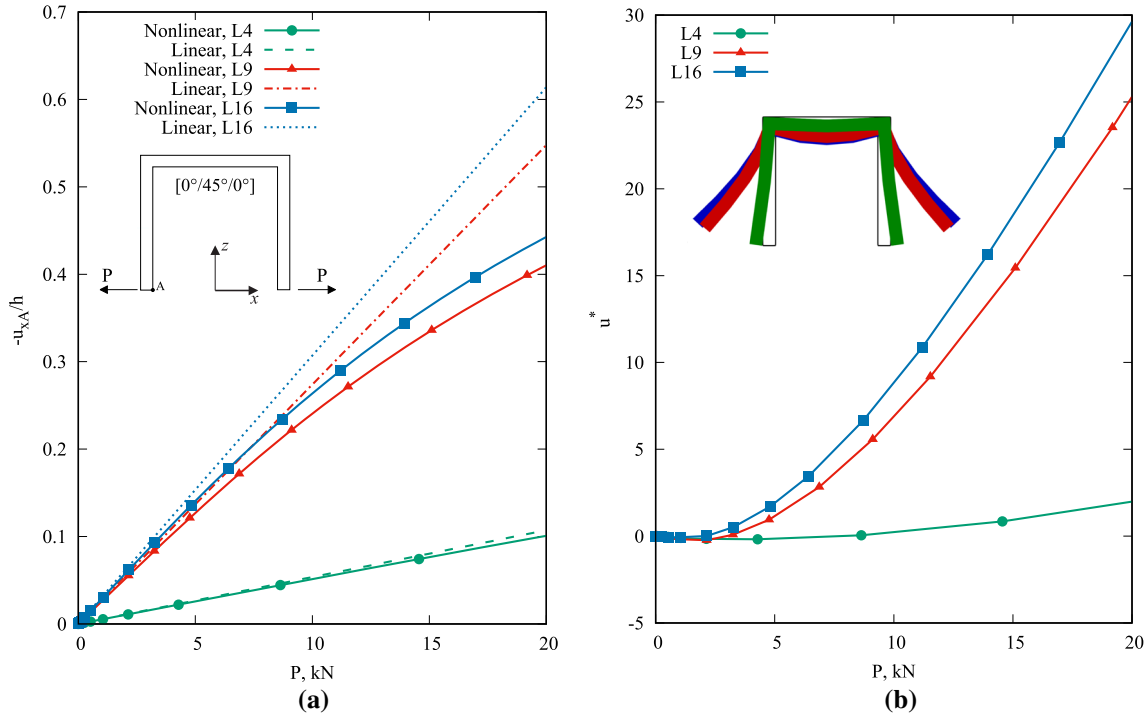 0.7
0.6
0.5
0.4
0.3
0.2
0.1
0
-u_xA/h
Nonlinear, L4
Linear, L4
Nonlinear, L9
Linear, L9
Nonlinear, L16
Linear, L16
[0°/45°/0°]
z
P
P
A
x
0 5 10 15 20
P, kN
(a)
30
25
20
15
10
5
0
-5
u*
L4
L9
L16
0 5 10 15 20
P, kN
(b)